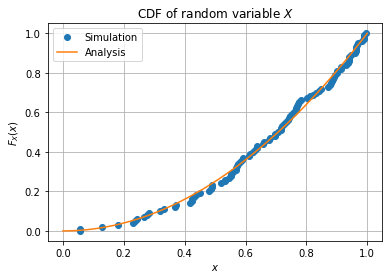 CDF of random variable X
Simulation
Analysis
F_X(x)
1.0
0.8
0.6
0.4
0.2
0.0
0.0 0.2 0.4 0.6 0.8 1.0
x